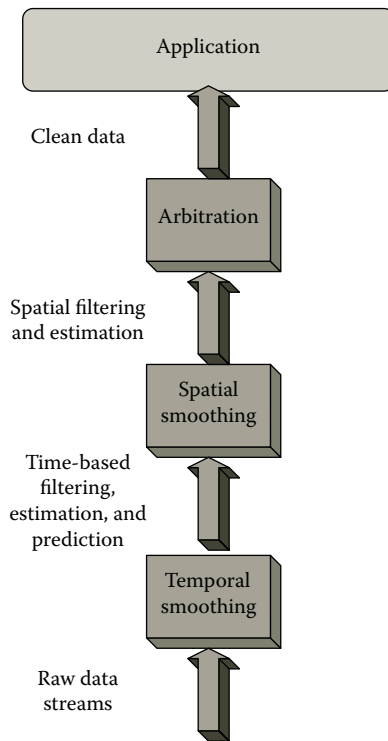 Application
Clean data
Arbitration
Spatial filtering
and estimation
Spatial
smoothing
Time-based
filtering,
estimation, and
prediction
Temporal
smoothing
Raw data
streams